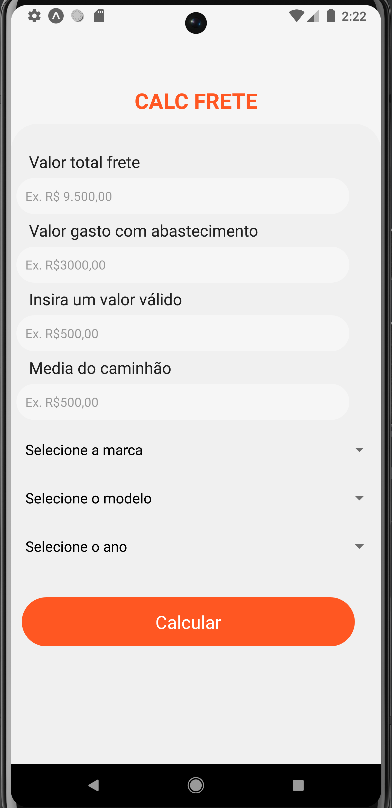 2:22
CALC FRETE
Valor total frete
Ex. R$ 9.500,00
Valor gasto com abastecimento
Ex. R$3000,00
Insira um valor válido
Ex. R$500,00
Media do caminhão
Ex. R$500,00
Selecione a marca
Selecione o modelo
Selecione o ano
Calcular